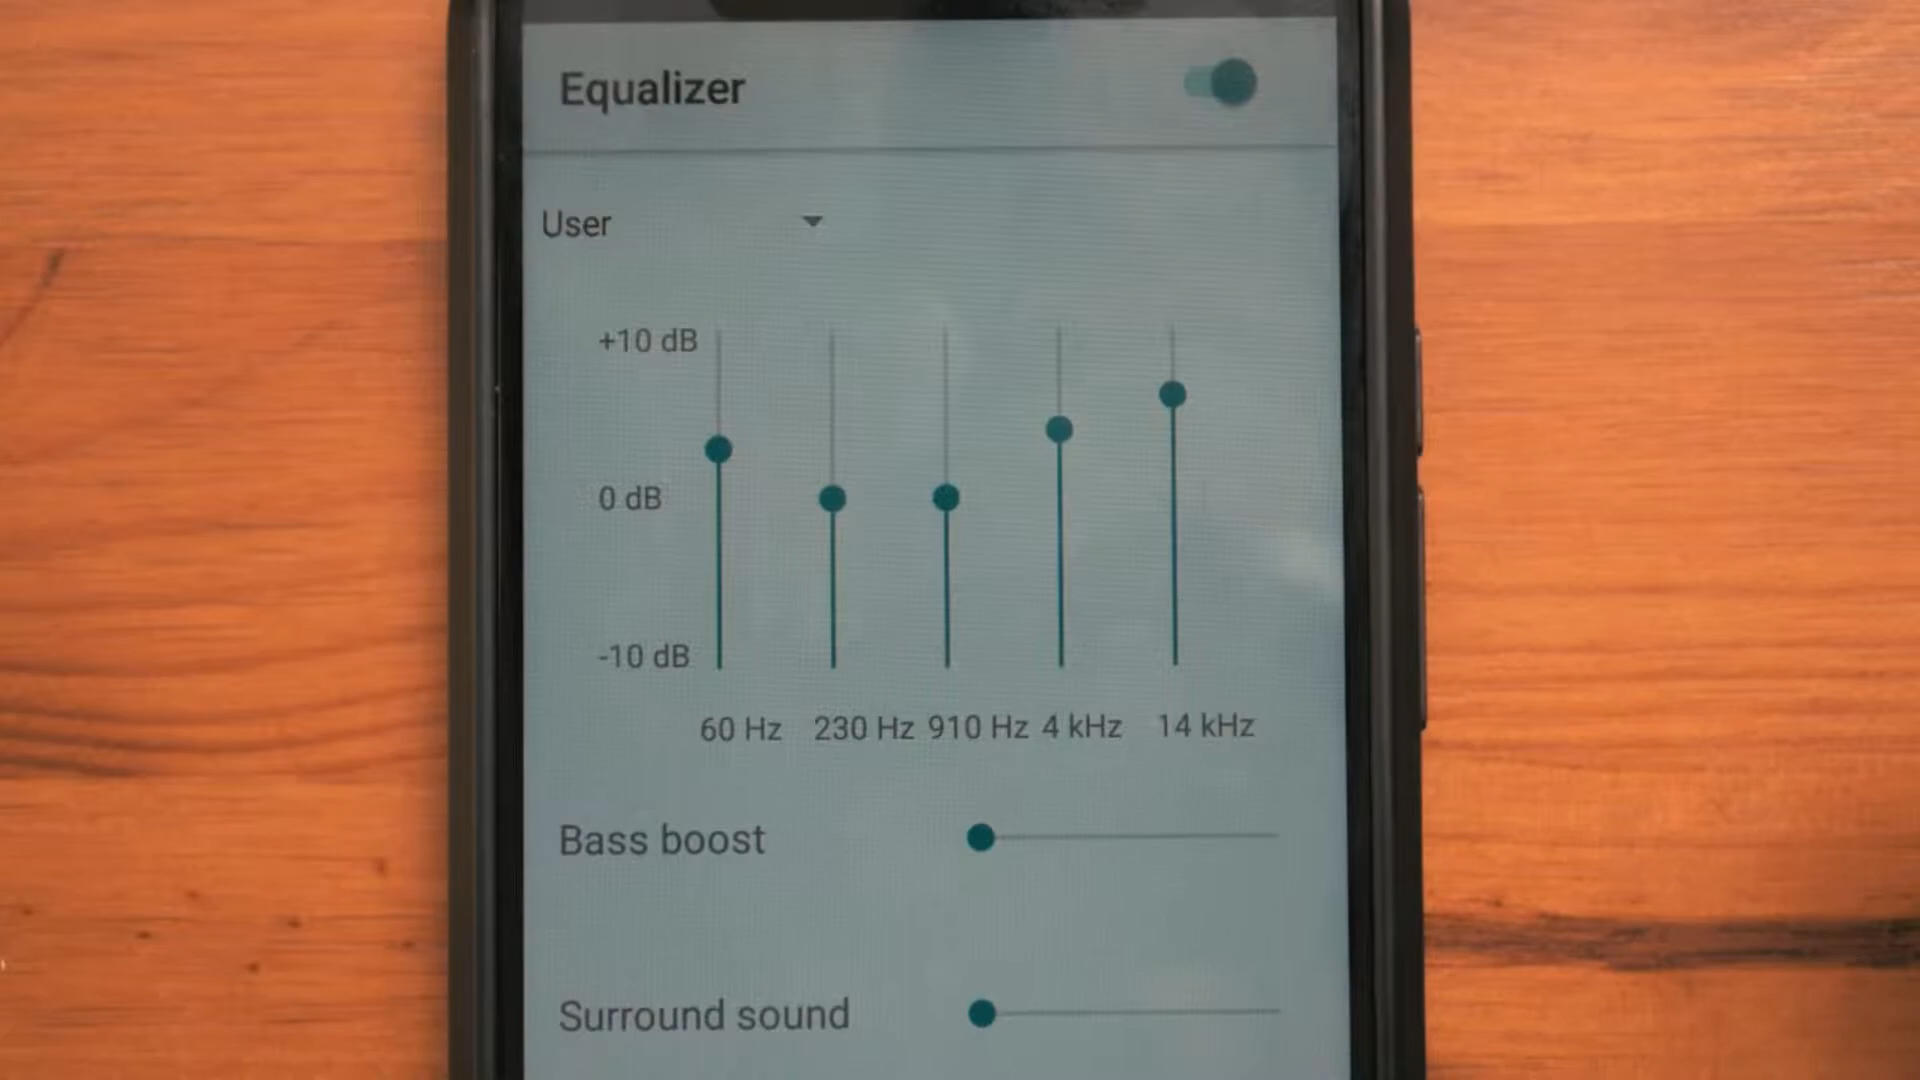 Equalizer
User
+10 dB
0 dB
-10 dB
60 Hz 230 Hz 910 Hz 4 kHz 14 kHz
Bass boost
Surround sound